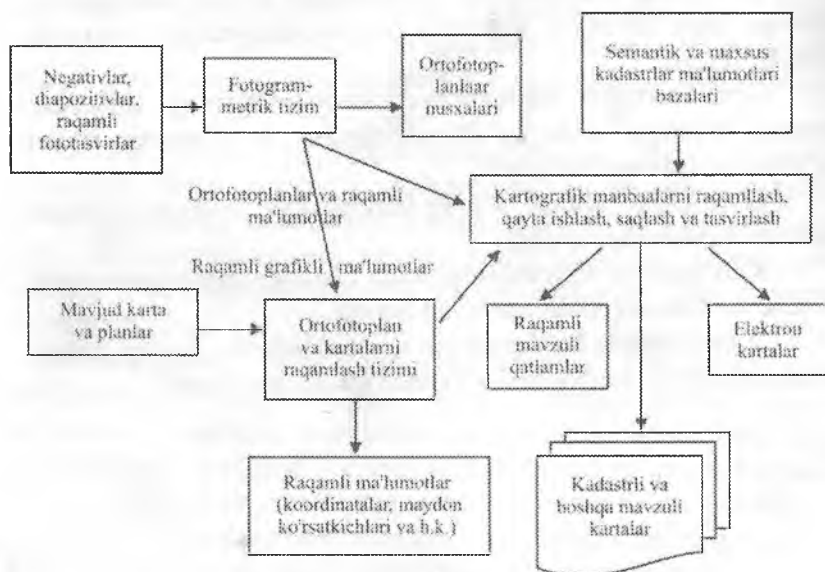 Negativlar,
diapozitivlar,
raqamli
fototasvirlar
Fotogram-
metrik tizim
Ortofotop-
lanlaar
nusxalari
Semantik va maxsus
kadastrlar ma'lumotlari
bazalari
Ortofotoplanlar va raqamli
ma'lumotlar
Kartografik manbaalarni raqamllash,
qayta ishlash, saqlash va tasvirlash
Raqamli grafikli ma'lumotlar
Mavjud karta
va planlar
Ortofotoplan
va kartalarni
raqamlash tizimi
Raqamli
mavzuli
qatlamlar
Elektron
kartalar
Raqamli ma'lumotlar
(koordinatalar, maydon
ko'rsatkichlari va h.k.)
Kadastrli va
boshqa mavzuli
kartalar